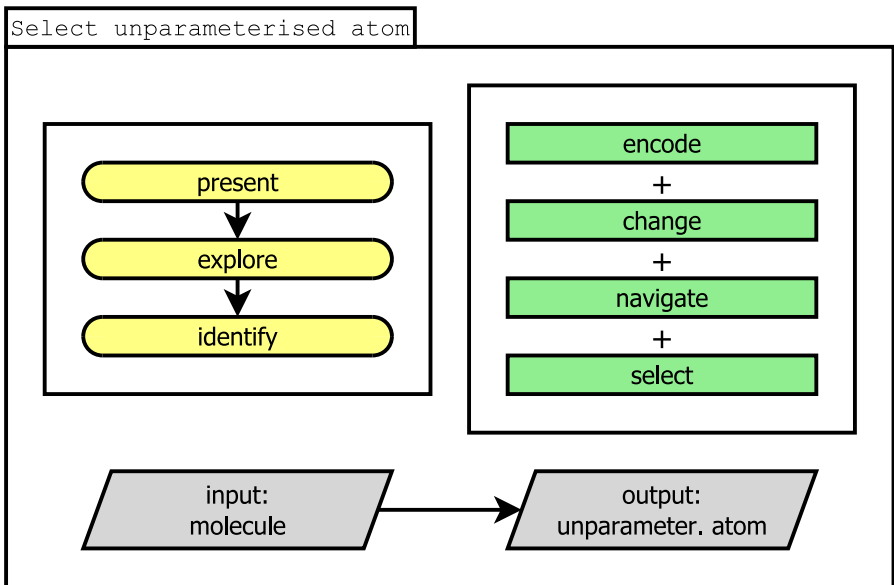 Select unparameterised atom
present
explore
identify
encode
+
change
+
navigate
+
select
input:
molecule
output:
unparameter. atom